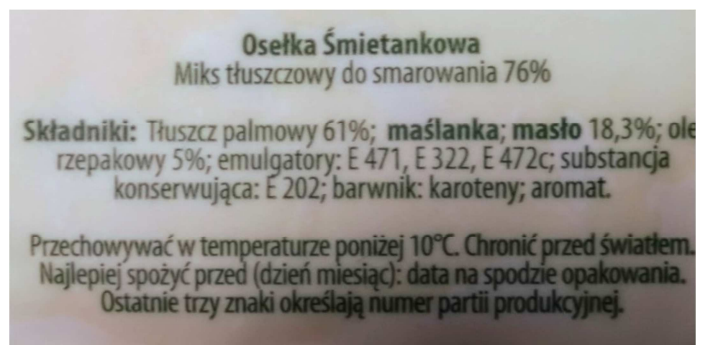 Osełka Śmietankowa
Miks tłuszczowy do smarowania 76%
Składniki: Tłuszcz palmowy 61%; maślanka; masło 18,3%; ole
rzepakowy 5%; emulgatory: E 471, E 322, E 472c; substancja
konserwująca: E 202; barwnik: karoteny; aromat.
Przechowywać w temperaturze poniżej 10°C. Chronić przed światłem.
Najlepiej spożyć przed (dzień miesiąc): data na spodzie opakowania.
Ostatnie trzy znaki określają numer partii produkcyjnej.